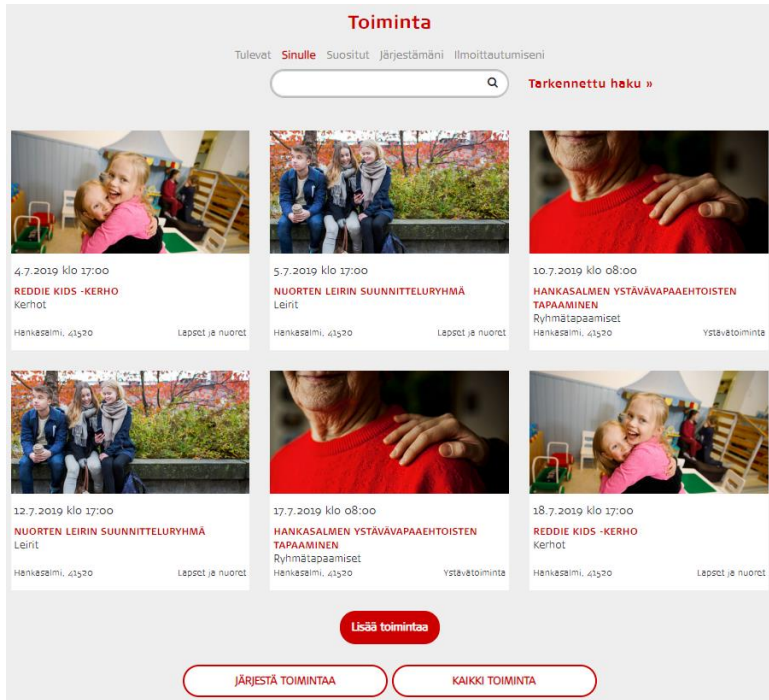 Toiminta
Tulevat Sinulle Suositut Järjestämäni Ilmoittautumiseni
Tarkennettu haku »
4.7.2019 klo 17:00
REDDIE KIDS -KERHO
Kerhot
Hankasalmi, 41520 Lapset ja nuoret
5.7.2019 klo 17:00
NUORTEN LEIRIN SUUNNITTELURYHMÄ
Leirit
Hankasalmi, 41520 Lapset ja nuoret
10.7.2019 klo 08:00
HANKASALMEN YSTÄVÄVAPAAEHTOISTEN
TAPAAMINEN
Ryhmätapaamiset
Hankasalmi, 41520 Ystävätoiminta
12.7.2019 klo 17:00
NUORTEN LEIRIN SUUNNITTELURYHMÄ
Leirit
Hankasalmi, 41520 Lapset ja nuoret
17.7.2019 klo 08:00
HANKASALMEN YSTÄVÄVAPAAEHTOISTEN
TAPAAMINEN
Ryhmätapaamiset
Hankasalmi, 41520 Ystävätoiminta
18.7.2019 klo 17:00
REDDIE KIDS -KERHO
Kerhot
Hankasalmi, 41520 Lapset ja nuoret
Lisää toimintaa
JÄRJESTÄ TOIMINTAA KAIKKI TOIMINTA